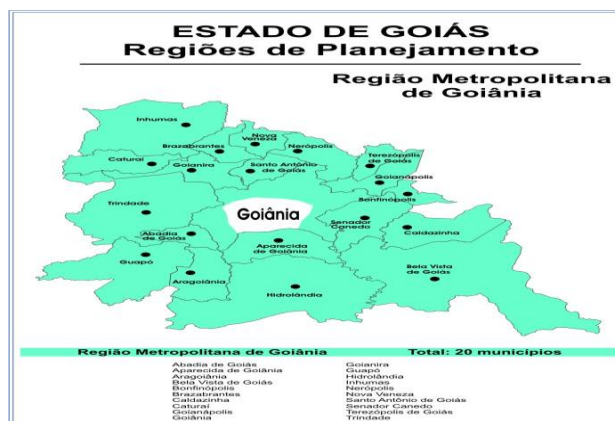 ESTADO DE GOIÁS
Regiões de Planejamento
Região Metropolitana
de Goiânia
Inhumas
Nova
Veneza
Brazabrantes
Nerópolis
Terezópolis
de Goiás
Caturaí
Goianira
Santo Antônio
de Goiás
Goianápolis
Bonfinópolis
Trindade
Goiânia
Senador
Canedo
Caldazinha
Abadia
de Goiás
Aparecida
de Goiânia
Guapó
Aragoiânia
Bela Vista
de Goiás
Hidrolândia
Região Metropolitana de Goiânia Total: 20 municípios
Abadia de Goiás
Aparecida de Goiânia
Aragoiânia
Bela Vista de Goiás
Bonfinópolis
Brazabrantes
Caldazinha
Caturaí
Goianápolis
Goiânia
Goianira
Guapó
Hidrolândia
Inhumas
Nerópolis
Nova Veneza
Santo Antônio de Goiás
Senador Canedo
Terezópolis de Goiás
Trindade